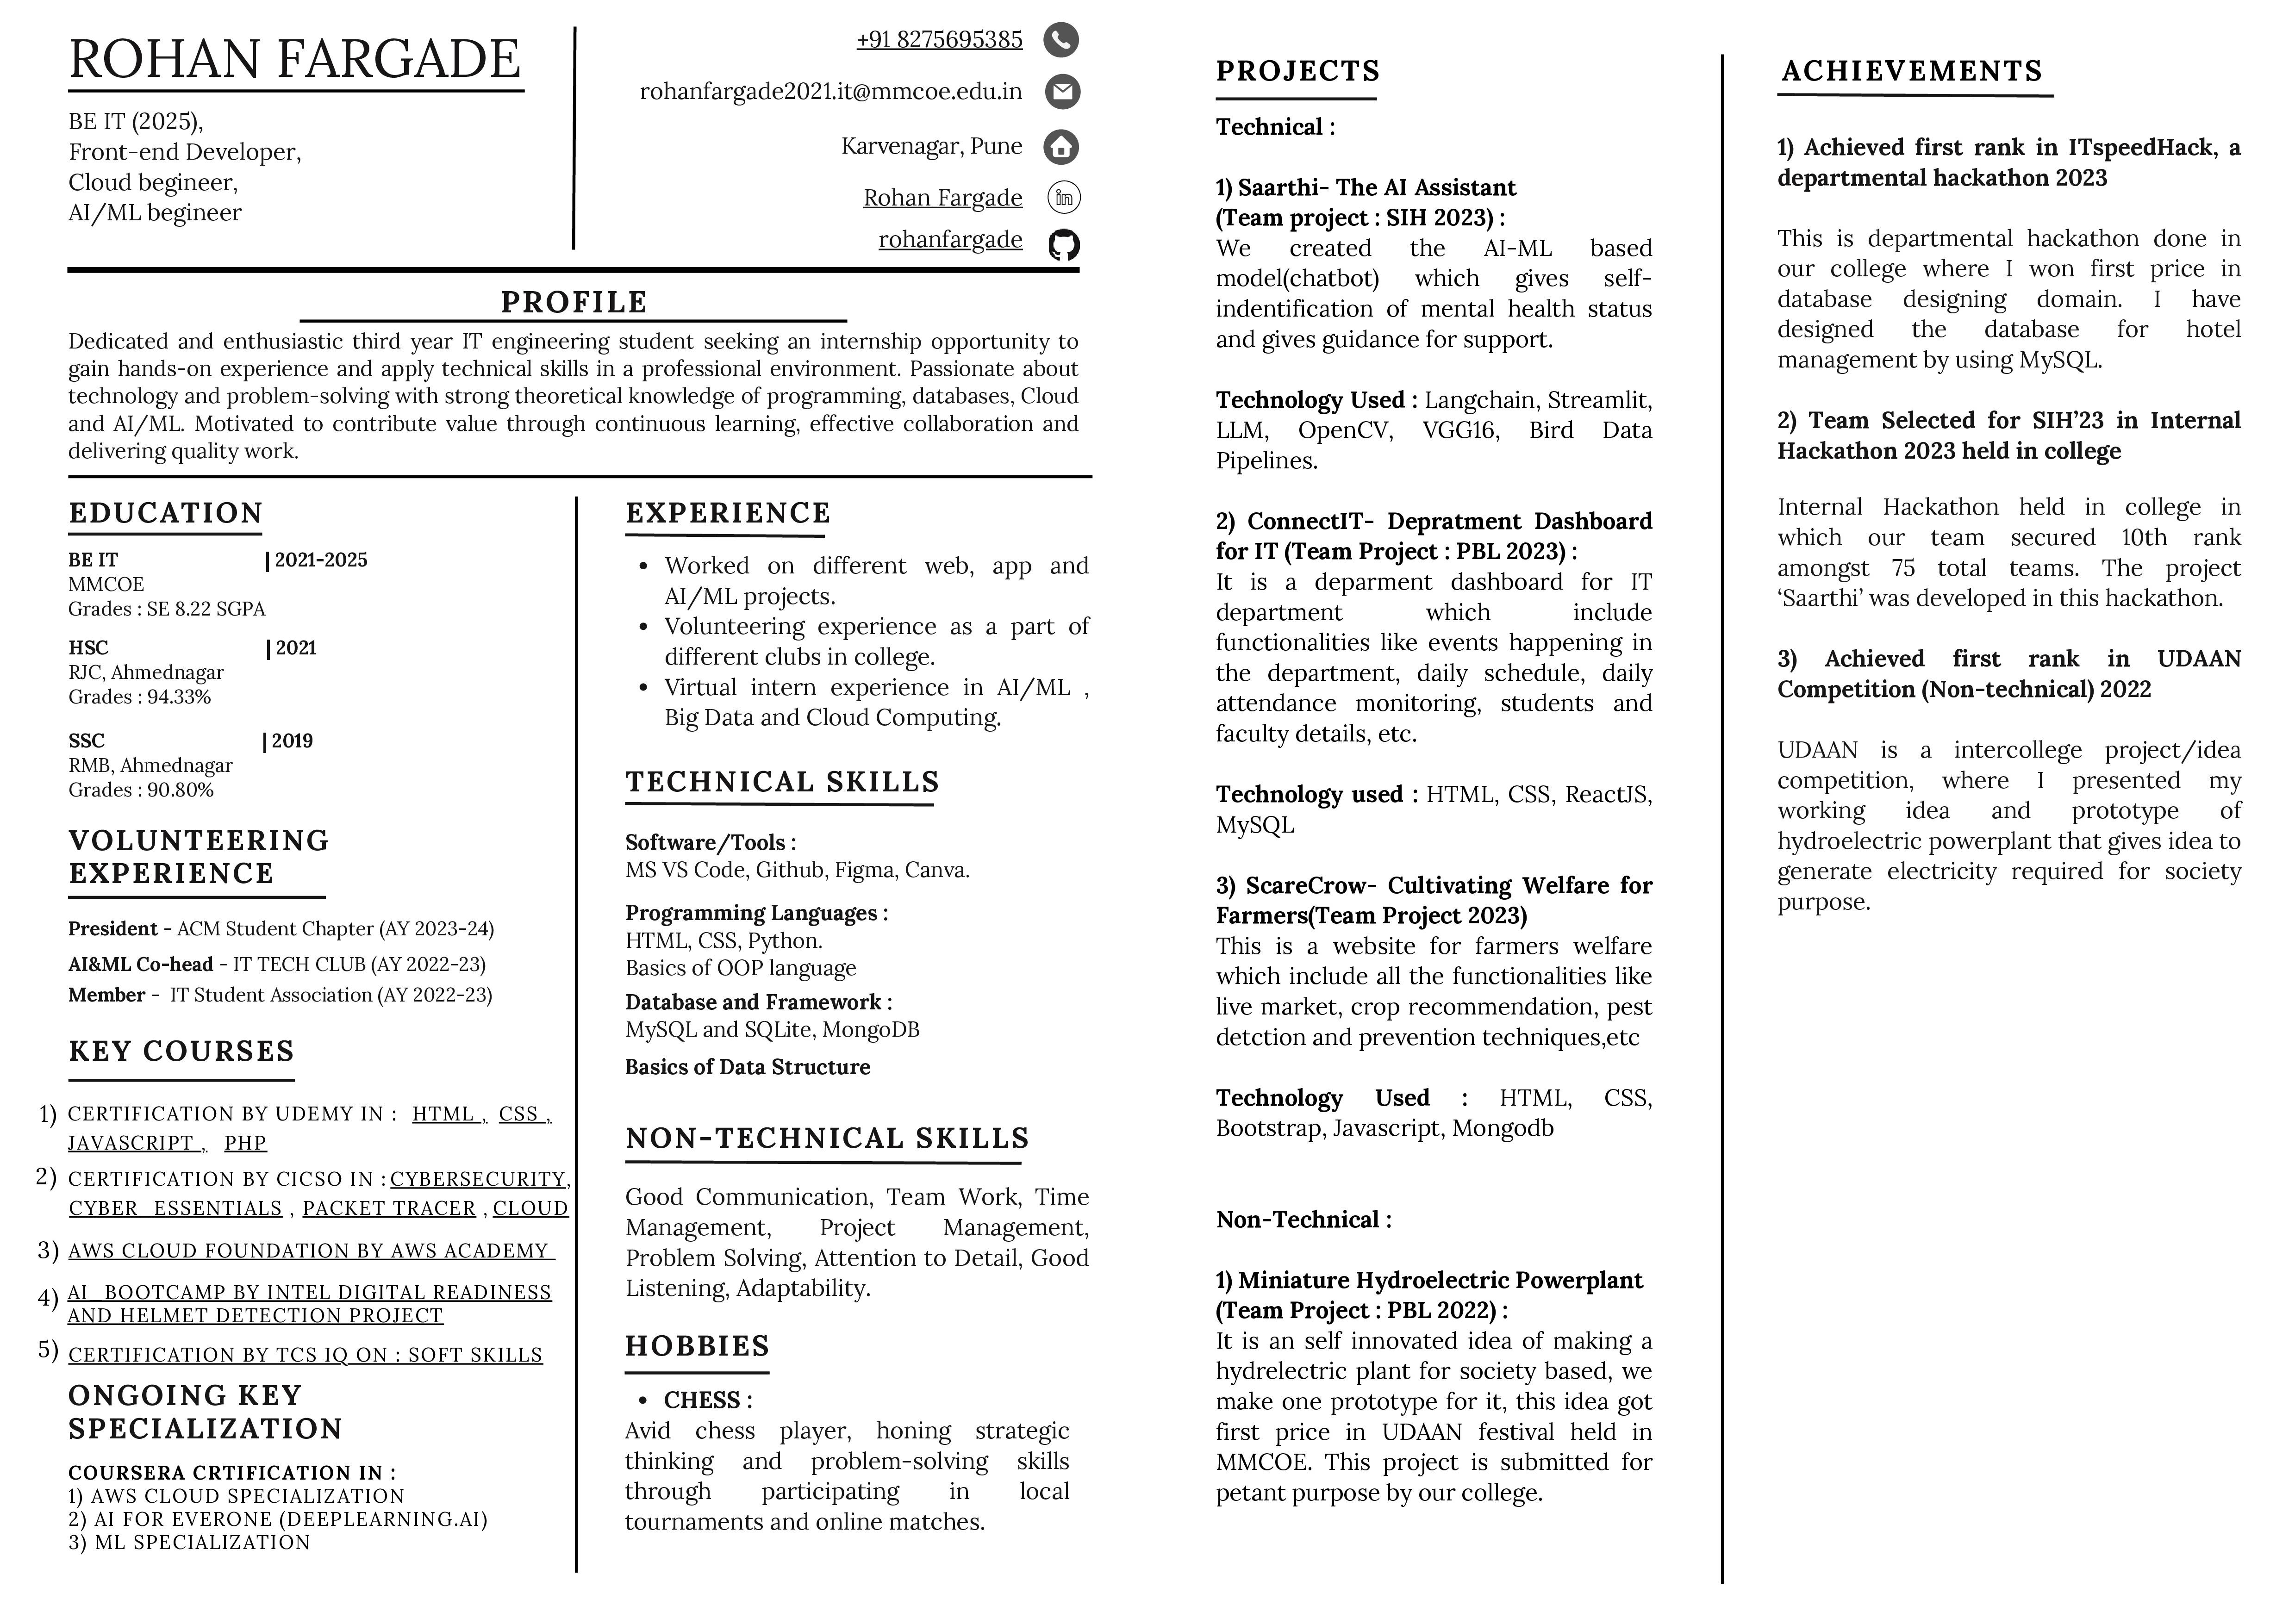 ROHAN FARGADE
BE IT (2025),
Front-end Developer,
Cloud begineer,
AI/ML begineer
+91 8275695385
rohanfargade2021.it@mmcoe.edu.in
Karvenagar, Pune
Rohan Fargade
in
rohanfargade
PROFILE
Dedicated and enthusiastic third year IT engineering student seeking an internship opportunity to
gain hands-on experience and apply technical skills in a professional environment. Passionate about
technology and problem-solving with strong theoretical knowledge of programming, databases, Cloud
and AI/ML. Motivated to contribute value through continuous learning, effective collaboration and
delivering quality work.
EDUCATION
BE IT | 2021-2025
MMCOE
Grades : SE 8.22 SGPA
HSC | 2021
RJC, Ahmednagar
Grades : 94.33%
SSC | 2019
RMB, Ahmednagar
Grades : 90.80%
VOLUNTEERING
EXPERIENCE
President - ACM Student Chapter (AY 2023-24)
AI&ML Co-head - IT TECH CLUB (AY 2022-23)
Member - IT Student Association (AY 2022-23)
KEY COURSES
1) CERTIFICATION BY UDEMY IN : HTML , CSS ,
JAVASCRIPT , PHP
2) CERTIFICATION BY CICSO IN : CYBERSECURITY,
CYBER_ESSENTIALS , PACKET TRACER , CLOUD
3) AWS CLOUD FOUNDATION BY AWS ACADEMY
4) AI_BOOTCAMP BY INTEL DIGITAL READINESS
AND HELMET DETECTION PROJECT
5) CERTIFICATION BY TCS IQ ON : SOFT SKILLS
ONGOING KEY
SPECIALIZATION
COURSERA CRTIFICATION IN :
1) AWS CLOUD SPECIALIZATION
2) AI FOR EVERONE (DEEPLEARNING.AI)
3) ML SPECIALIZATION
EXPERIENCE
• Worked on different web, app and
AI/ML projects.
• Volunteering experience as a part of
different clubs in college.
• Virtual intern experience in AI/ML ,
Big Data and Cloud Computing.
TECHNICAL SKILLS
Software/Tools :
MS VS Code, Github, Figma, Canva.
Programming Languages :
HTML, CSS, Python.
Basics of OOP language
Database and Framework :
MySQL and SQLite, MongoDB
Basics of Data Structure
NON-TECHNICAL SKILLS
Good Communication, Team Work, Time
Management, Project Management,
Problem Solving, Attention to Detail, Good
Listening, Adaptability.
HOBBIES
• CHESS :
Avid chess player, honing strategic
thinking and problem-solving skills
through participating in local
tournaments and online matches.
PROJECTS
Technical :
1) Saarthi- The AI Assistant
(Team project : SIH 2023) :
We created the AI-ML based
model(chatbot) which gives self-
indentification of mental health status
and gives guidance for support.
Technology Used : Langchain, Streamlit,
LLM, OpenCV, VGG16, Bird Data
Pipelines.
2) ConnectIT- Depratment Dashboard
for IT (Team Project : PBL 2023) :
It is a deparment dashboard for IT
department which include
functionalities like events happening in
the department, daily schedule, daily
attendance monitoring, students and
faculty details, etc.
Technology used : HTML, CSS, ReactJS,
MySQL
3) ScareCrow- Cultivating Welfare for
Farmers(Team Project 2023)
This is a website for farmers welfare
which include all the functionalities like
live market, crop recommendation, pest
detction and prevention techniques,etc
Technology Used : HTML, CSS,
Bootstrap, Javascript, Mongodb
Non-Technical :
1) Miniature Hydroelectric Powerplant
(Team Project : PBL 2022) :
It is an self innovated idea of making a
hydrelectric plant for society based, we
make one prototype for it, this idea got
first price in UDAAN festival held in
MMCOE. This project is submitted for
petant purpose by our college.
ACHIEVEMENTS
1) Achieved first rank in ITspeedHack, a
departmental hackathon 2023
This is departmental hackathon done in
our college where I won first price in
database designing domain. I have
designed the database for hotel
management by using MySQL.
2) Team Selected for SIH’23 in Internal
Hackathon 2023 held in college
Internal Hackathon held in college in
which our team secured 10th rank
amongst 75 total teams. The project
‘Saarthi’ was developed in this hackathon.
3) Achieved first rank in UDAAN
Competition (Non-technical) 2022
UDAAN is a intercollege project/idea
competition, where I presented my
working idea and prototype of
hydroelectric powerplant that gives idea to
generate electricity required for society
purpose.